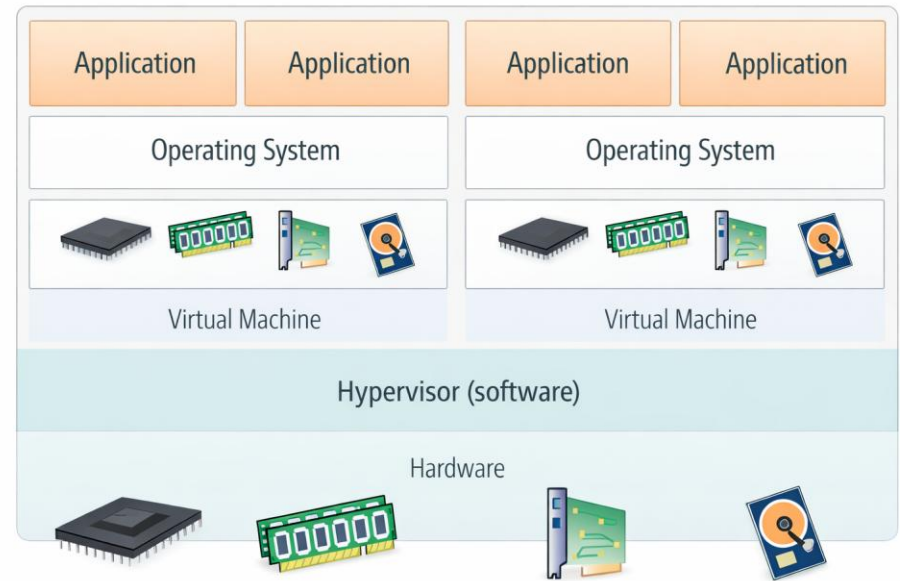 Application
Application
Application
Application
Operating System
Operating System
Virtual Machine
Virtual Machine
Hypervisor (software)
Hardware